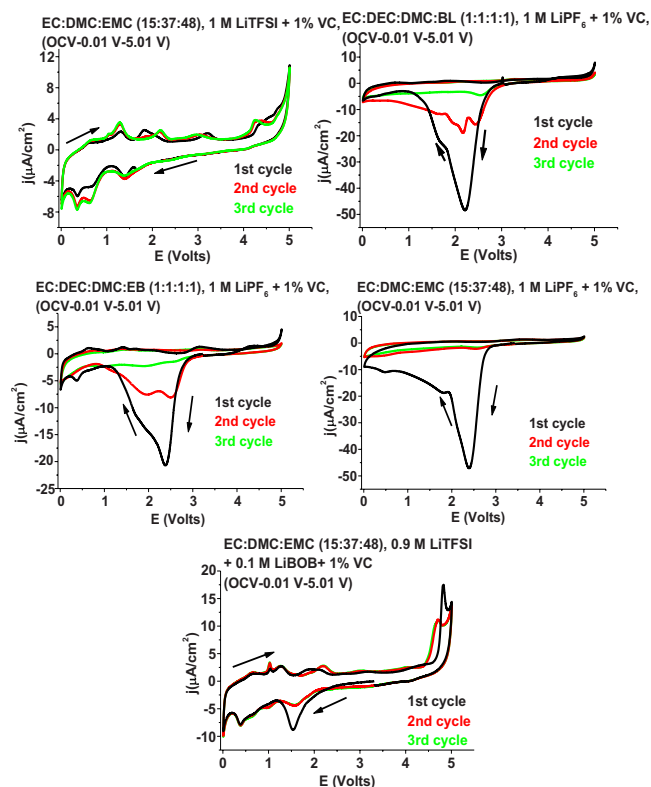 EC:DMC:EMC (15:37:48), 1 M LiTFSI + 1% VC,
(OCV-0.01 V-5.01 V)
12
8
4
0
-4
-8
j(µA/cm²)
1st cycle
2nd cycle
3rd cycle
0 1 2 3 4 5
E (Volts)
EC:DEC:DMC:BL (1:1:1:1), 1 M LiPF₆ + 1% VC,
(OCV-0.01 V-5.01 V)
10
0
-10
-20
-30
-40
-50
j(µA/cm²)
1st cycle
2nd cycle
3rd cycle
0 1 2 3 4 5
E (Volts)
EC:DEC:DMC:EB (1:1:1:1), 1 M LiPF₆ + 1% VC,
(OCV-0.01 V-5.01 V)
10
5
0
-5
-10
-15
-20
-25
j(µA/cm²)
1st cycle
2nd cycle
3rd cycle
0 1 2 3 4 5
E (Volts)
EC:DMC:EMC (15:37:48), 1 M LiPF₆ + 1% VC,
(OCV-0.01 V-5.01 V)
10
0
-10
-20
-30
-40
-50
j(µA/cm²)
1st cycle
2nd cycle
3rd cycle
0 1 2 3 4 5
E (Volts)
EC:DMC:EMC (15:37:48), 0.9 M LiTFSI
+ 0.1 M LiBOB+ 1% VC
(OCV-0.01 V-5.01 V)
20
15
10
5
0
-5
-10
j(µA/cm²)
1st cycle
2nd cycle
3rd cycle
0 1 2 3 4 5
E (Volts)